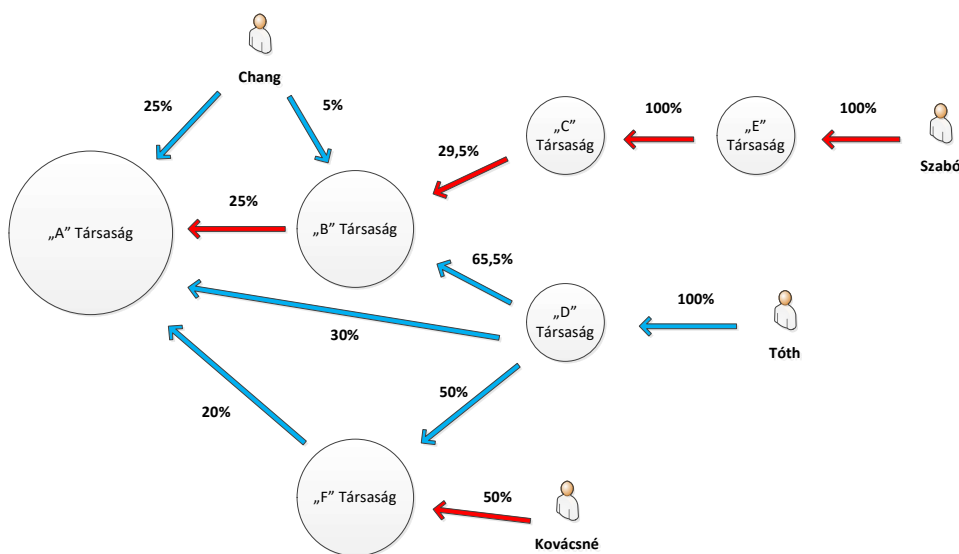 Chang
25%
5%
„C”
Társaság
100%
„E”
Társaság
100%
Szabó
29,5%
25%
„A” Társaság
„B” Társaság
65,5%
„D”
Társaság
100%
Tóth
30%
50%
20%
„F” Társaság
50%
Kovácsné